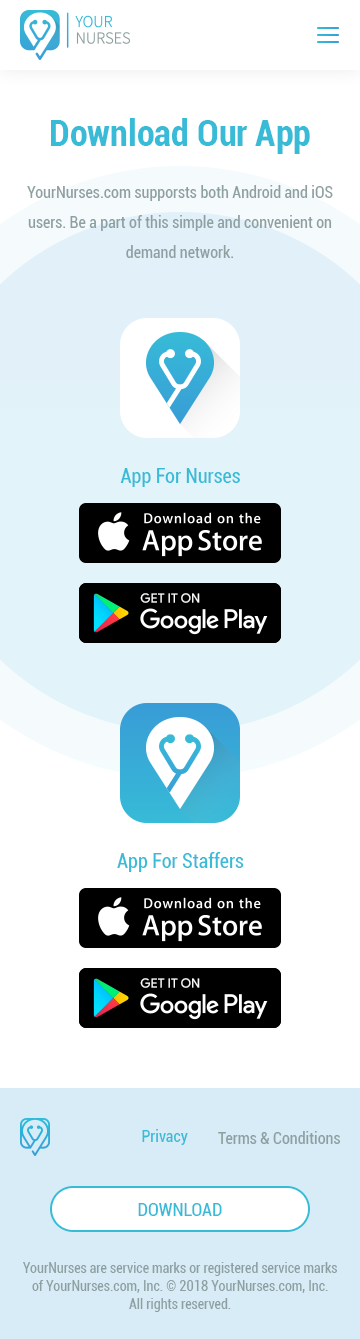 YOUR
NURSES
Download Our App
YourNurses.com supporsts both Android and iOS
users. Be a part of this simple and convenient on
demand network.
App For Nurses
Download on the
App Store
GET IT ON
Google Play
App For Staffers
Download on the
App Store
GET IT ON
Google Play
Privacy
Terms & Conditions
DOWNLOAD
YourNurses are service marks or registered service marks
of YourNurses.com, Inc. © 2018 YourNurses.com, Inc.
All rights reserved.